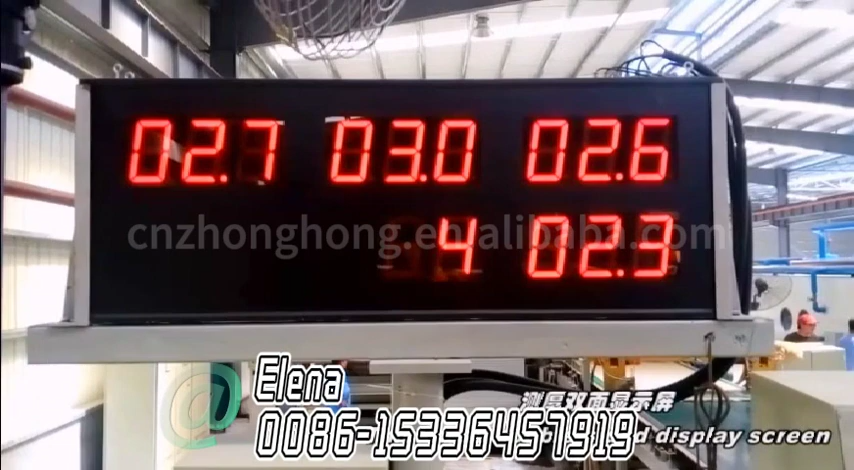 02.7 03.0 02.6
4 02.3
cnzhonghong.en.alibaba.com
@ Elena
0086-15336457919
测厚双面显示屏
display screen